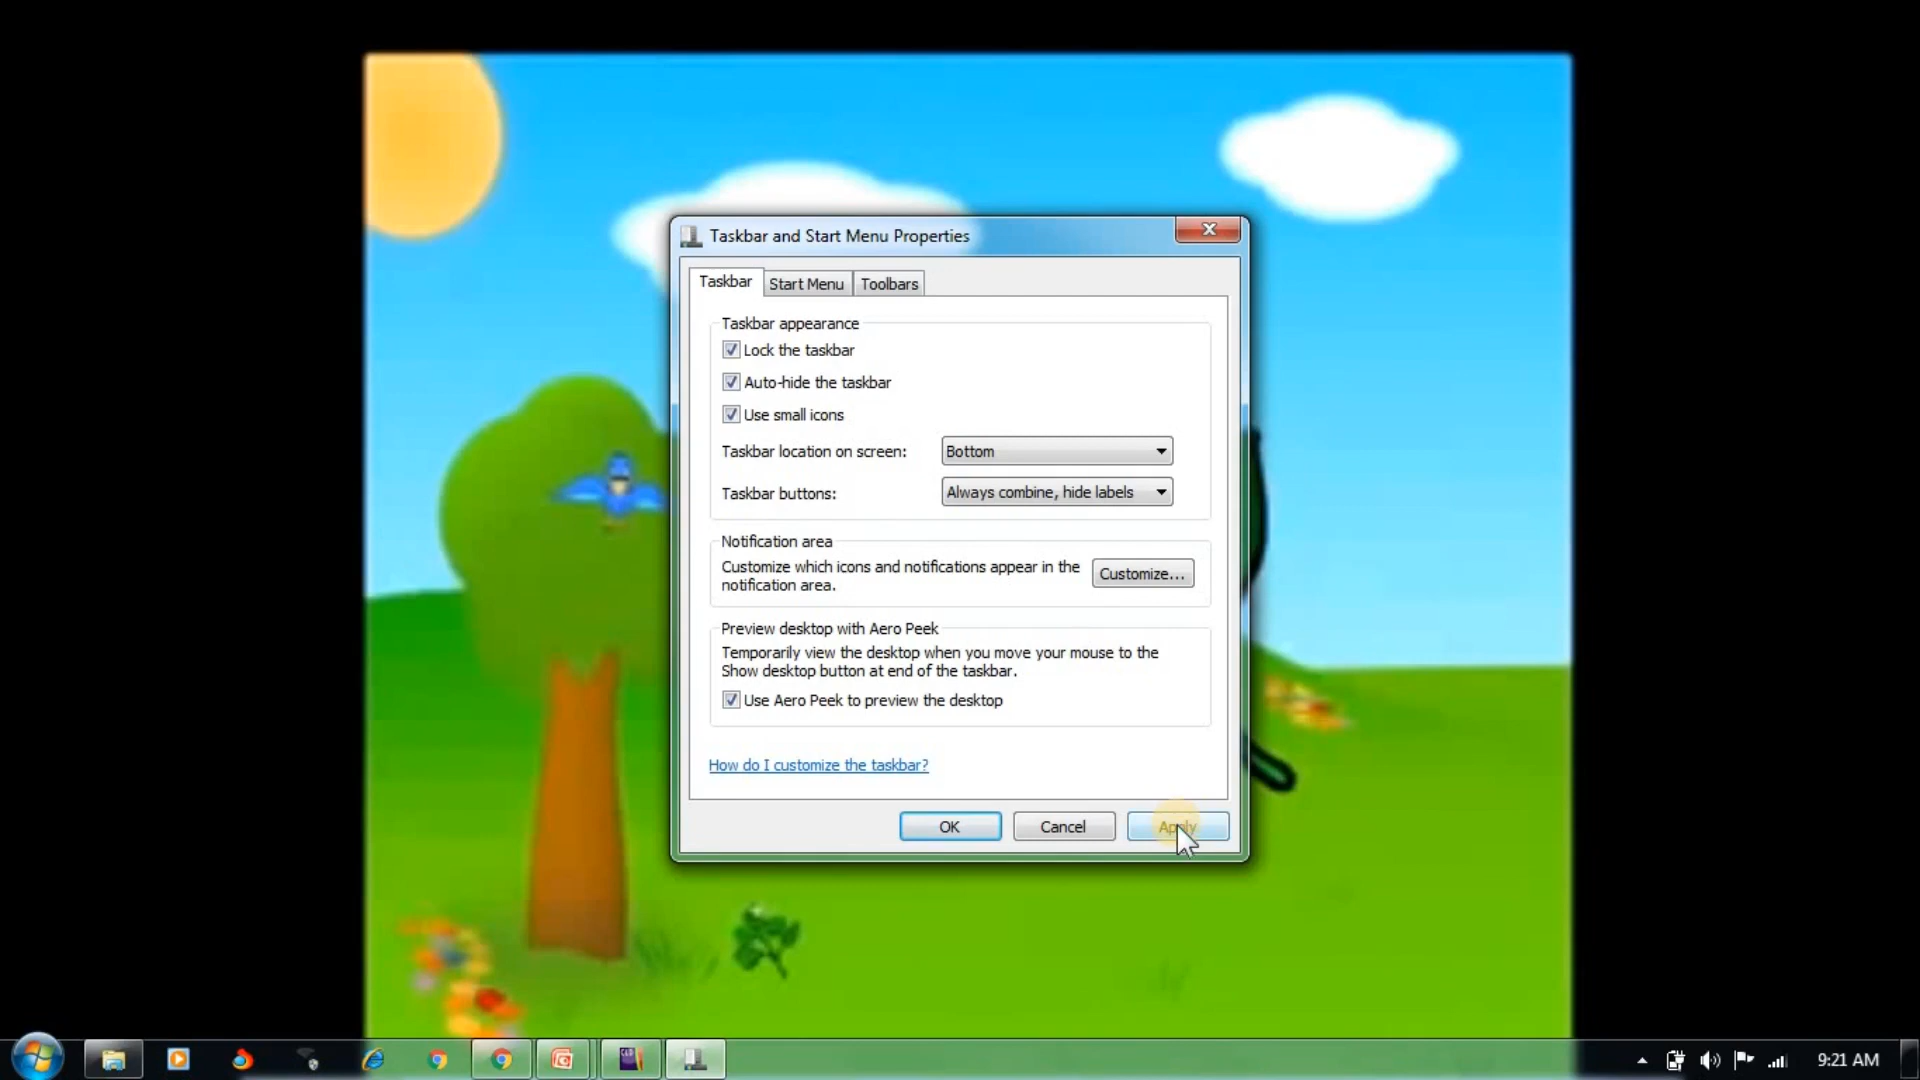 Taskbar and Start Menu Properties
Taskbar
Start Menu
Toolbars
Taskbar appearance
Lock the taskbar
Auto-hide the taskbar
Use small icons
Taskbar location on screen:
Bottom
Taskbar buttons:
Always combine, hide labels
Notification area
Customize which icons and notifications appear in the
notification area.
Customize...
Preview desktop with Aero Peek
Temporarily view the desktop when you move your mouse to the
Show desktop button at end of the taskbar.
Use Aero Peek to preview the desktop
How do I customize the taskbar?
OK
Cancel
Apply
9:21 AM